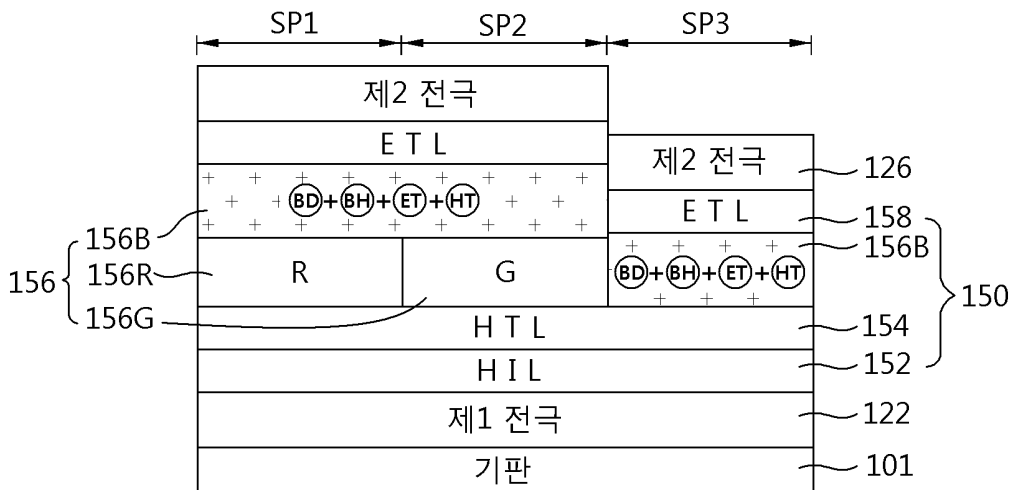 SP1 SP2 SP3
제2 전극
E T L
제2 전극 126
BD+BH+ET+HT
E T L 158
156B 156B
156 156R R G BD+BH+ET+HT 150
156G
H T L 154
H I L 152
제1 전극 122
기판 101